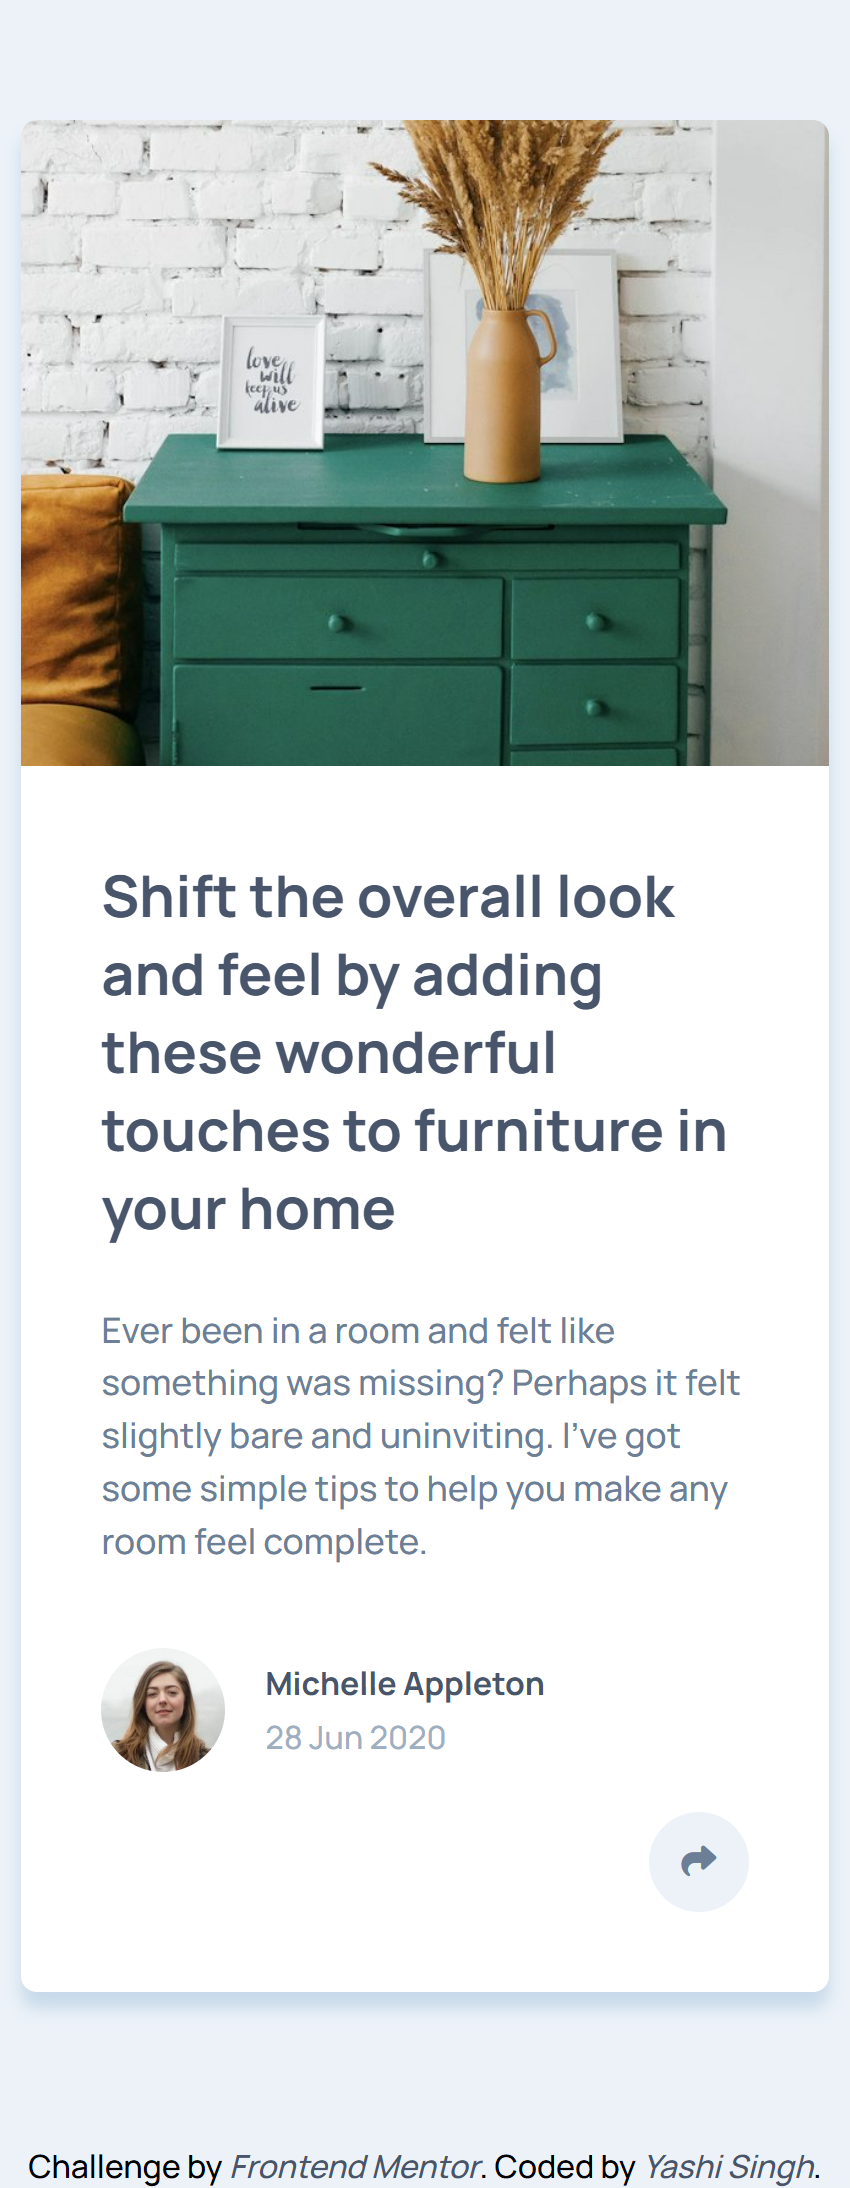 love
will
keep us
alive
Shift the overall look
and feel by adding
these wonderful
touches to furniture in
your home
Ever been in a room and felt like
something was missing? Perhaps it felt
slightly bare and uninviting. I’ve got
some simple tips to help you make any
room feel complete.
Michelle Appleton
28 Jun 2020
Challenge by Frontend Mentor. Coded by Yashi Singh.